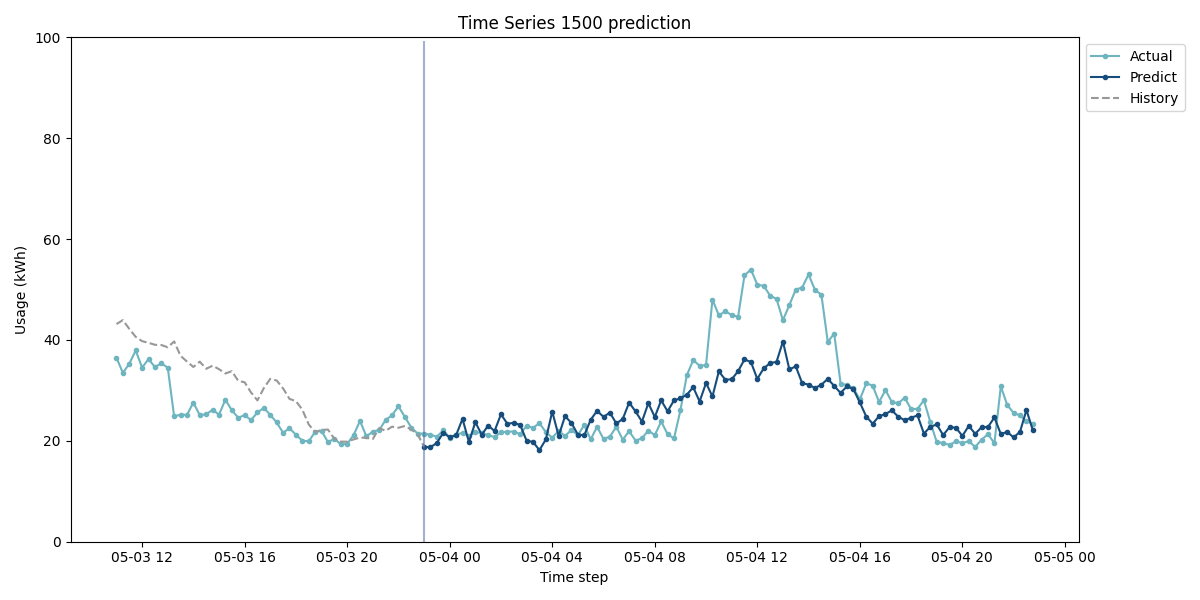 Time Series 1500 prediction
100
80
60
40
20
0
Usage (kWh)
05-03 12
05-03 16
05-03 20
05-04 00
05-04 04
05-04 08
05-04 12
05-04 16
05-04 20
05-05 00
Time step
Actual
Predict
History